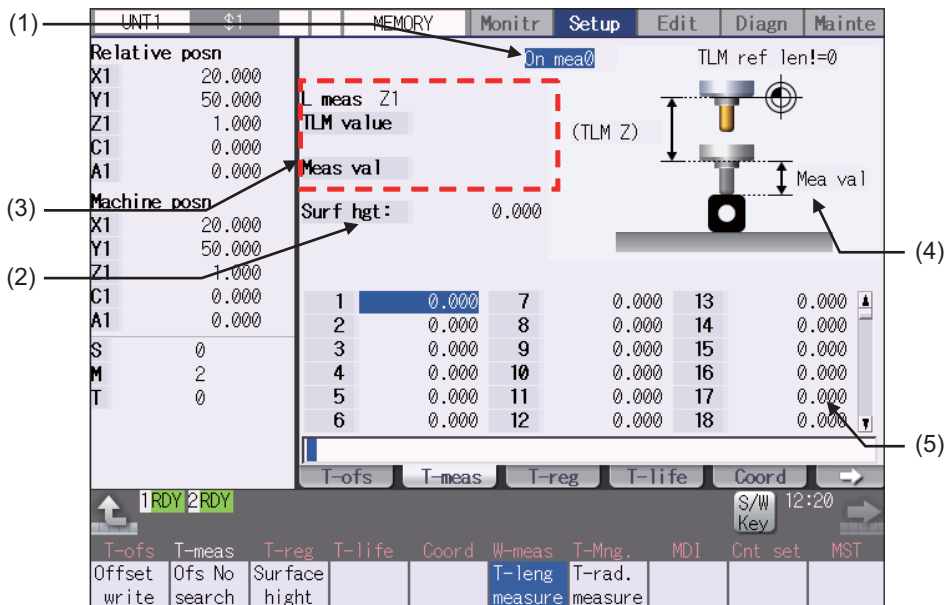 UNT1 $1 MEMORY Monitr Setup Edit Diagn Mainte
(1)
On mea0
TLM ref len!=0
Relative posn
X1 20.000
Y1 50.000
Z1 1.000
C1 0.000
A1 0.000
L meas Z1
TLM value
Meas val
(TLM Z)
Mea val
(3)
Machine posn
X1 20.000
Y1 50.000
Z1 1.000
C1 0.000
A1 0.000
Surf hgt: 0.000
(4)
(2)
S 0
M 2
T 0
1 0.000 7 0.000 13 0.000
2 0.000 8 0.000 14 0.000
3 0.000 9 0.000 15 0.000
4 0.000 10 0.000 16 0.000
5 0.000 11 0.000 17 0.000
6 0.000 12 0.000 18 0.000
(5)
T-ofs T-meas T-reg T-life Coord
1RDY 2RDY
S/W Key
12:20
T-ofs T-meas T-reg T-life Coord W-meas T-Mng. MDI Cnt set MST
Offset write
Ofs No search
Surface hight
T-leng measure
T-rad. measure